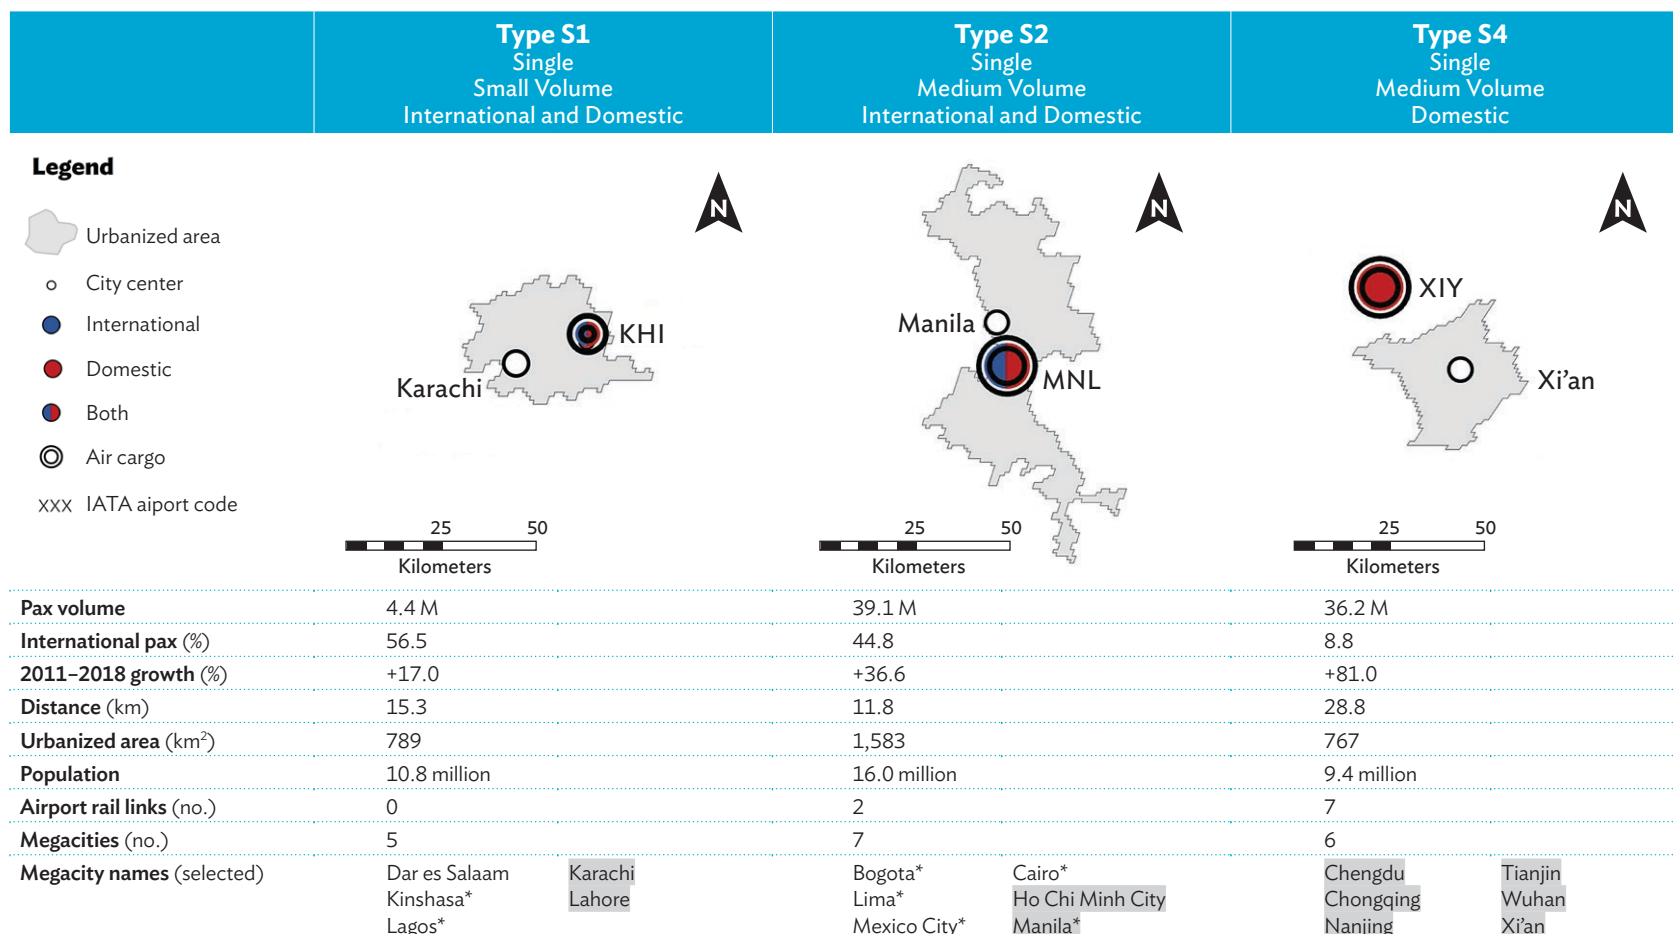 Type S1
Single
Small Volume
International and Domestic
Type S2
Single
Medium Volume
International and Domestic
Type S4
Single
Medium Volume
Domestic
Legend
Urbanized area
City center
International
Domestic
Both
Air cargo
XXX IATA aiport code
N
KHI
Karachi
25 50
Kilometers
N
Manila
MNL
25 50
Kilometers
N
XIY
Xi’an
25 50
Kilometers
Pax volume 4.4 M 39.1 M 36.2 M
International pax (%) 56.5 44.8 8.8
2011–2018 growth (%) +17.0 +36.6 +81.0
Distance (km) 15.3 11.8 28.8
Urbanized area (km²) 789 1,583 767
Population 10.8 million 16.0 million 9.4 million
Airport rail links (no.) 0 2 7
Megacities (no.) 5 7 6
Megacity names (selected) Dar es Salaam Karachi Bogota* Cairo* Chengdu Tianjin
Kinshasa* Lahore Lima* Ho Chi Minh City Chongqing Wuhan
Lagos* Mexico City* Manila* Nanjing Xi’an